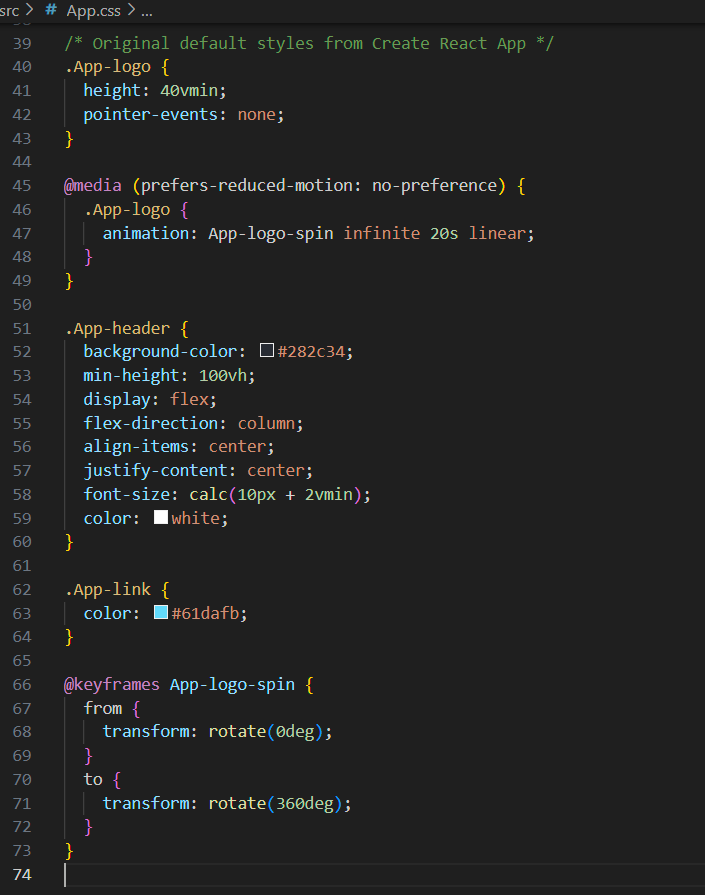 src > # App.css > ...
39 /* Original default styles from Create React App */
40 .App-logo {
41   height: 40vmin;
42   pointer-events: none;
43 }
44
45 @media (prefers-reduced-motion: no-preference) {
46   .App-logo {
47     animation: App-logo-spin infinite 20s linear;
48   }
49 }
50
51 .App-header {
52   background-color: #282c34;
53   min-height: 100vh;
54   display: flex;
55   flex-direction: column;
56   align-items: center;
57   justify-content: center;
58   font-size: calc(10px + 2vmin);
59   color: white;
60 }
61
62 .App-link {
63   color: #61dafb;
64 }
65
66 @keyframes App-logo-spin {
67   from {
68     transform: rotate(0deg);
69   }
70   to {
71     transform: rotate(360deg);
72   }
73 }
74